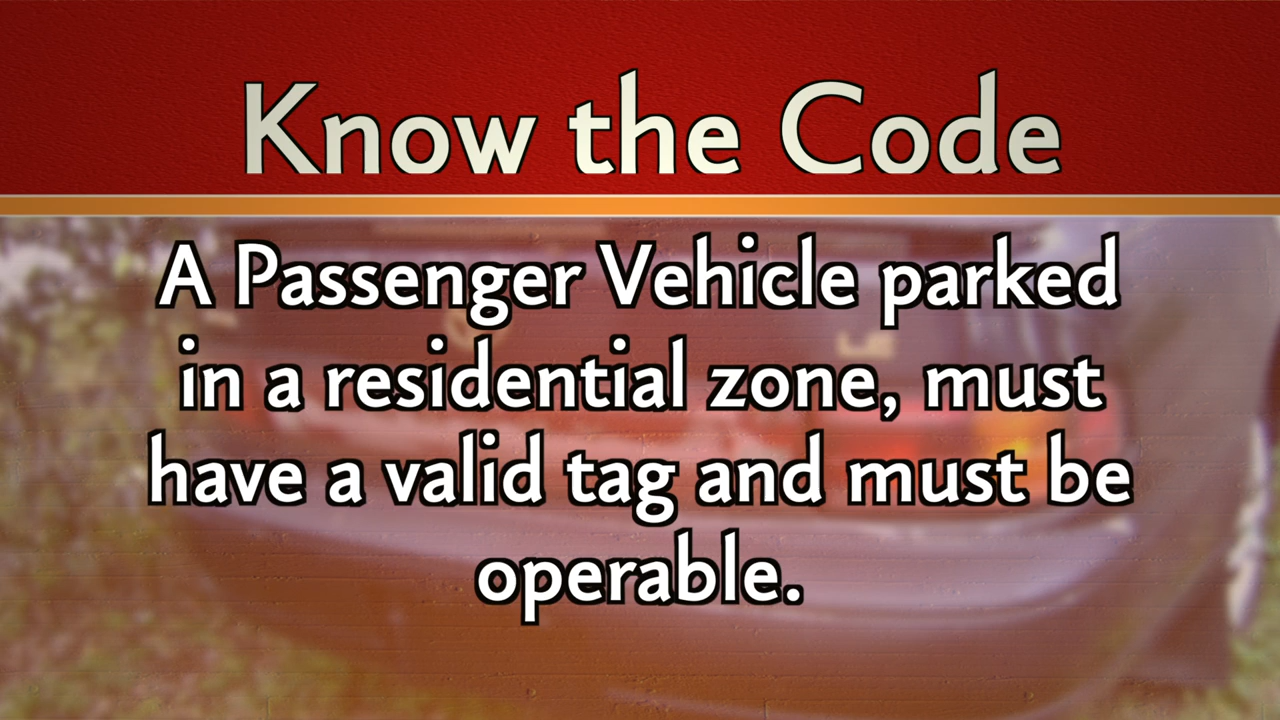 Know the Code
A Passenger Vehicle parked
in a residential zone, must
have a valid tag and must be
operable.